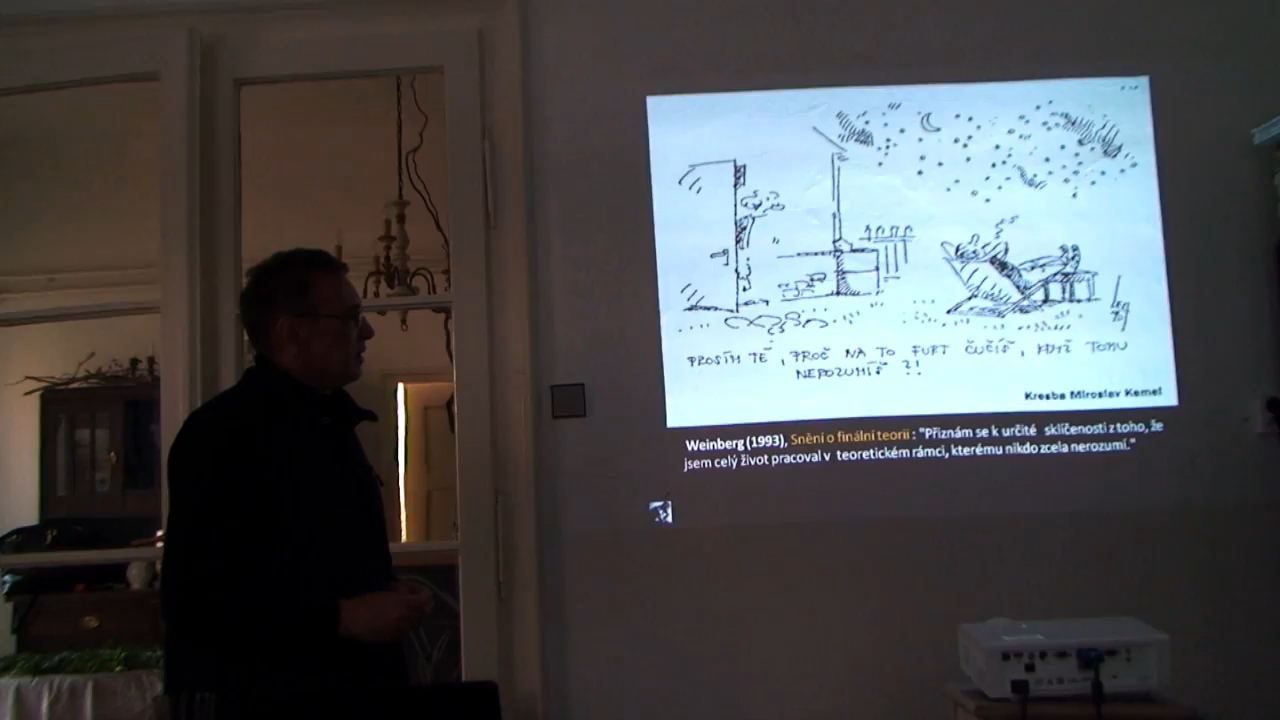 PROSÍM TĚ, PROČ NA TO FURT ČUČÍŠ, KDYŽ TOMU
NEROZUMÍŠ ?!
Kresba Miroslav Kemel
Weinberg (1993), Snění o finální teorii : "Přiznám se k určité sklíčenosti z toho, že
jsem celý život pracoval v teoretickém rámci, kterému nikdo zcela nerozumí."